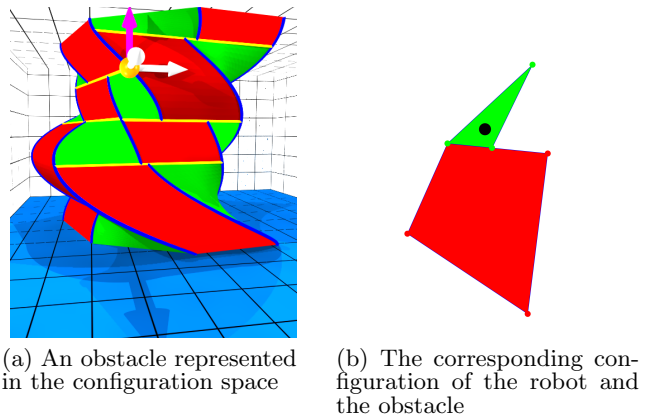 (a) An obstacle represented
in the configuration space
(b) The corresponding con-
figuration of the robot and
the obstacle